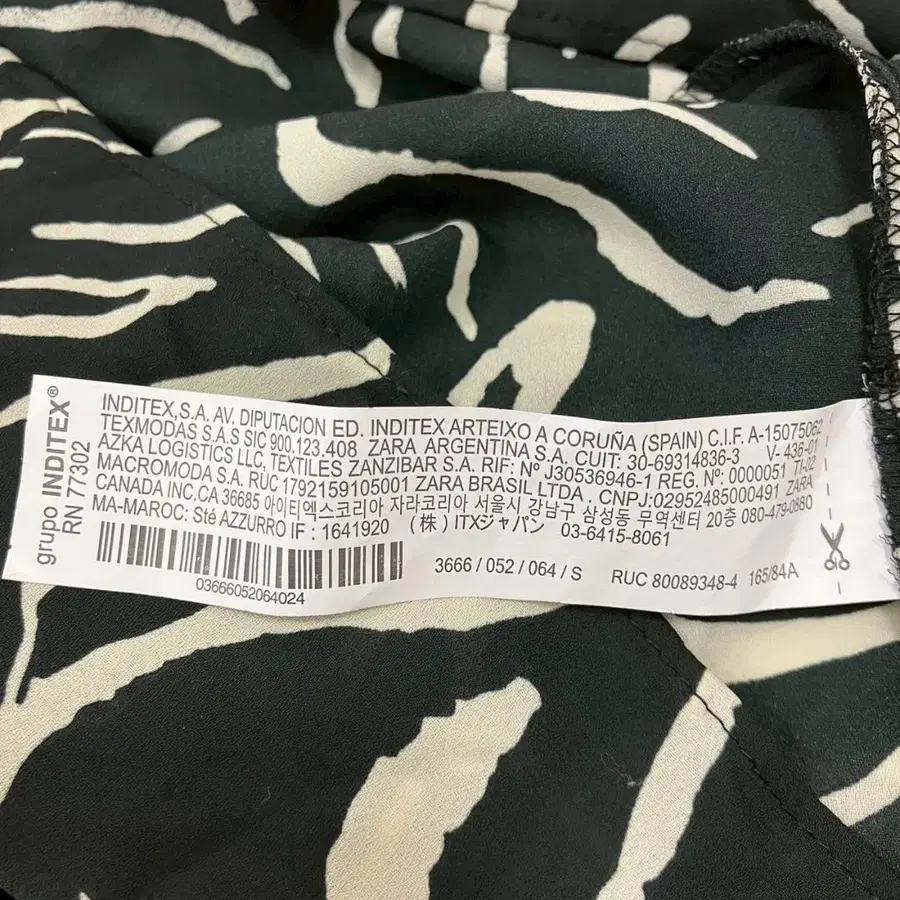 grupo INDITEX®
RN 77302
INDITEX,S.A. AV. DIPUTACION ED. INDITEX ARTEIXO A CORUÑA (SPAIN) C.I.F. A-15075062
TEXMODAS S.A.S SIC 900.123.408 ZARA ARGENTINA S.A. CUIT: 30-69314836-3 V- 436-01
AZKA LOGISTICS LLC, TEXTILES ZANZIBAR S.A. RIF: Nº J30536946-1 REG. Nº: 0000051 TI-02
MACROMODA S.A. RUC 1792159105001 ZARA BRASIL LTDA . CNPJ:02952485000491 ZARA
CANADA INC.CA 36685 아이티엑스코리아 자라코리아 서울시 강남구 삼성동 무역센터 20층 080-479-0880
MA-MAROC: Sté AZZURRO IF : 1641920 (株) ITXジャパン 03-6415-8061
03666052064024
3666 / 052 / 064 / S RUC 80089348-4 165/84A